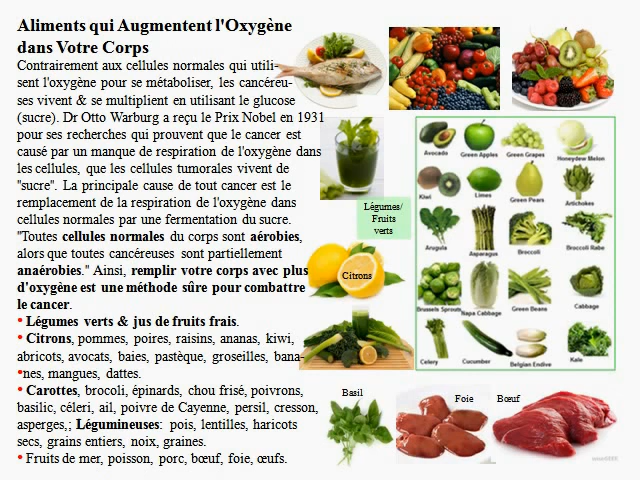 Aliments qui Augmentent l'Oxygène
dans Votre Corps
Contrairement aux cellules normales qui utili-
sent l'oxygène pour se métaboliser, les cancéreu-
ses vivent & se multiplient en utilisant le glucose
(sucre). Dr Otto Warburg a reçu le Prix Nobel en 1931
pour ses recherches qui prouvent que le cancer est
causé par un manque de respiration de l'oxygène dans
les cellules, que les cellules tumorales vivent de
"sucre". La principale cause de tout cancer est le
remplacement de la respiration de l'oxygène dans
cellules normales par une fermentation du sucre.
"Toutes cellules normales du corps sont aérobies,
alors que toutes cancéreuses sont partiellement
anaérobies." Ainsi, remplir votre corps avec plus
d'oxygène est une méthode sûre pour combattre
le cancer.
• Légumes verts & jus de fruits frais.
• Citrons, pommes, poires, raisins, ananas, kiwi,
abricots, avocats, baies, pastèque, groseilles, bana-
•nes, mangues, dattes.
• Carottes, brocoli, épinards, chou frisé, poivrons,
basilic, céleri, ail, poivre de Cayenne, persil, cresson,
asperges,; Légumineuses: pois, lentilles, haricots
secs, grains entiers, noix, graines.
• Fruits de mer, poisson, porc, bœuf, foie, œufs.
Légumes/
Fruits
verts
Citrons
Avocado Green Apples Green Grapes Honeydew Melon
Kiwi Limes Green Pears Artichokes
Arugula Asparagus Broccoli Broccoli Rabe
Brussels Sprouts Napa Cabbage Green Beans Cabbage
Celery Cucumber Belgian Endive Kale
Basil
Foie
Bœuf